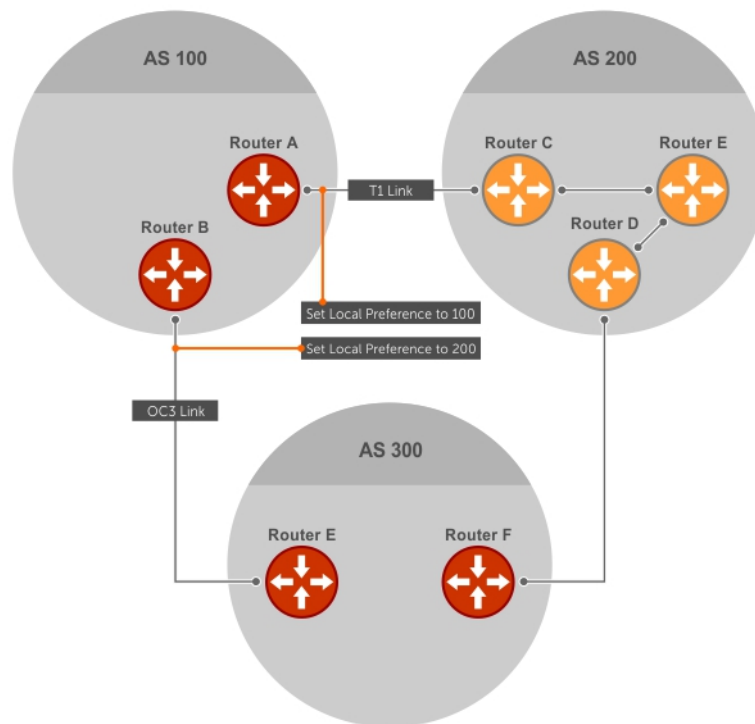 AS 100
AS 200
Router A
Router C
Router E
T1 Link
Router B
Router D
Set Local Preference to 100
Set Local Preference to 200
OC3 Link
AS 300
Router E
Router F